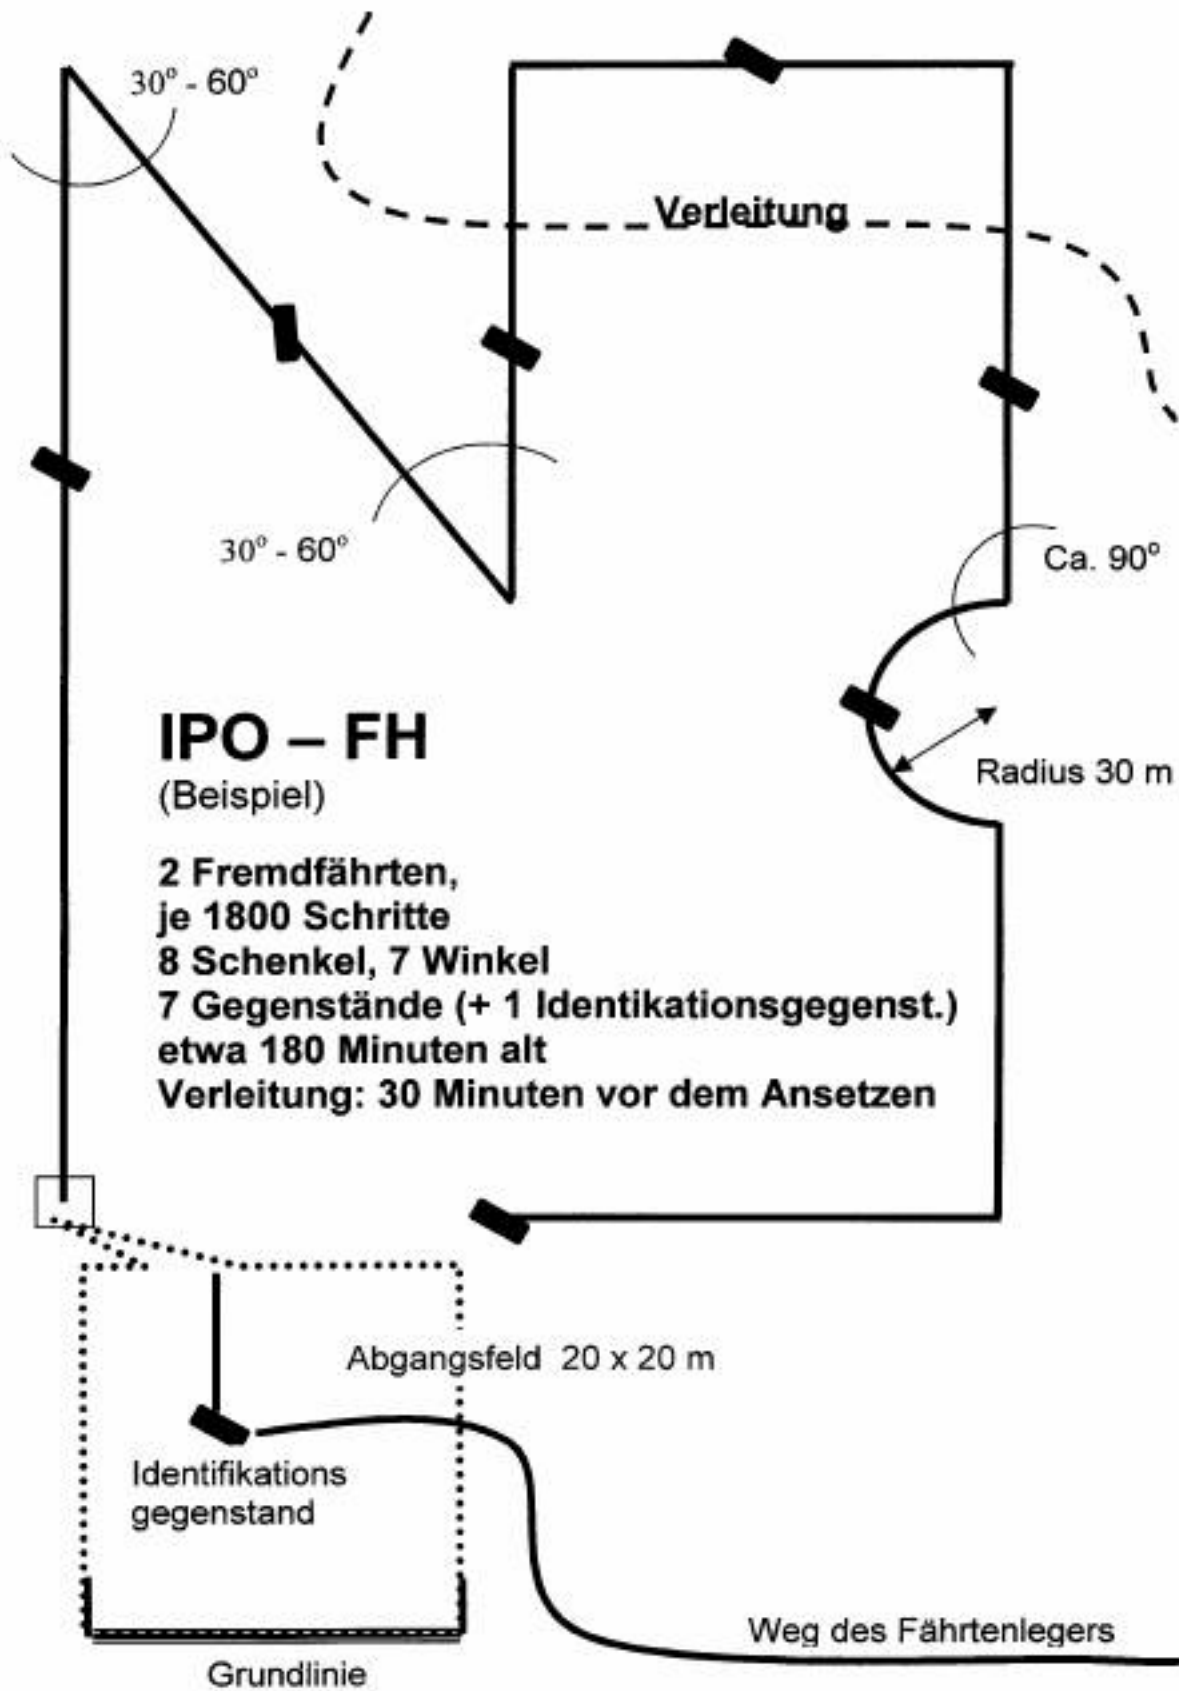 30° - 60°
Verleitung
30° - 60°
Ca. 90°
IPO – FH
(Beispiel)
Radius 30 m
2 Fremdfährten,
je 1800 Schritte
8 Schenkel, 7 Winkel
7 Gegenstände (+ 1 Identikationsgegenst.)
etwa 180 Minuten alt
Verleitung: 30 Minuten vor dem Ansetzen
Abgangsfeld 20 x 20 m
Identifikations
gegenstand
Weg des Fährtenlegers
Grundlinie